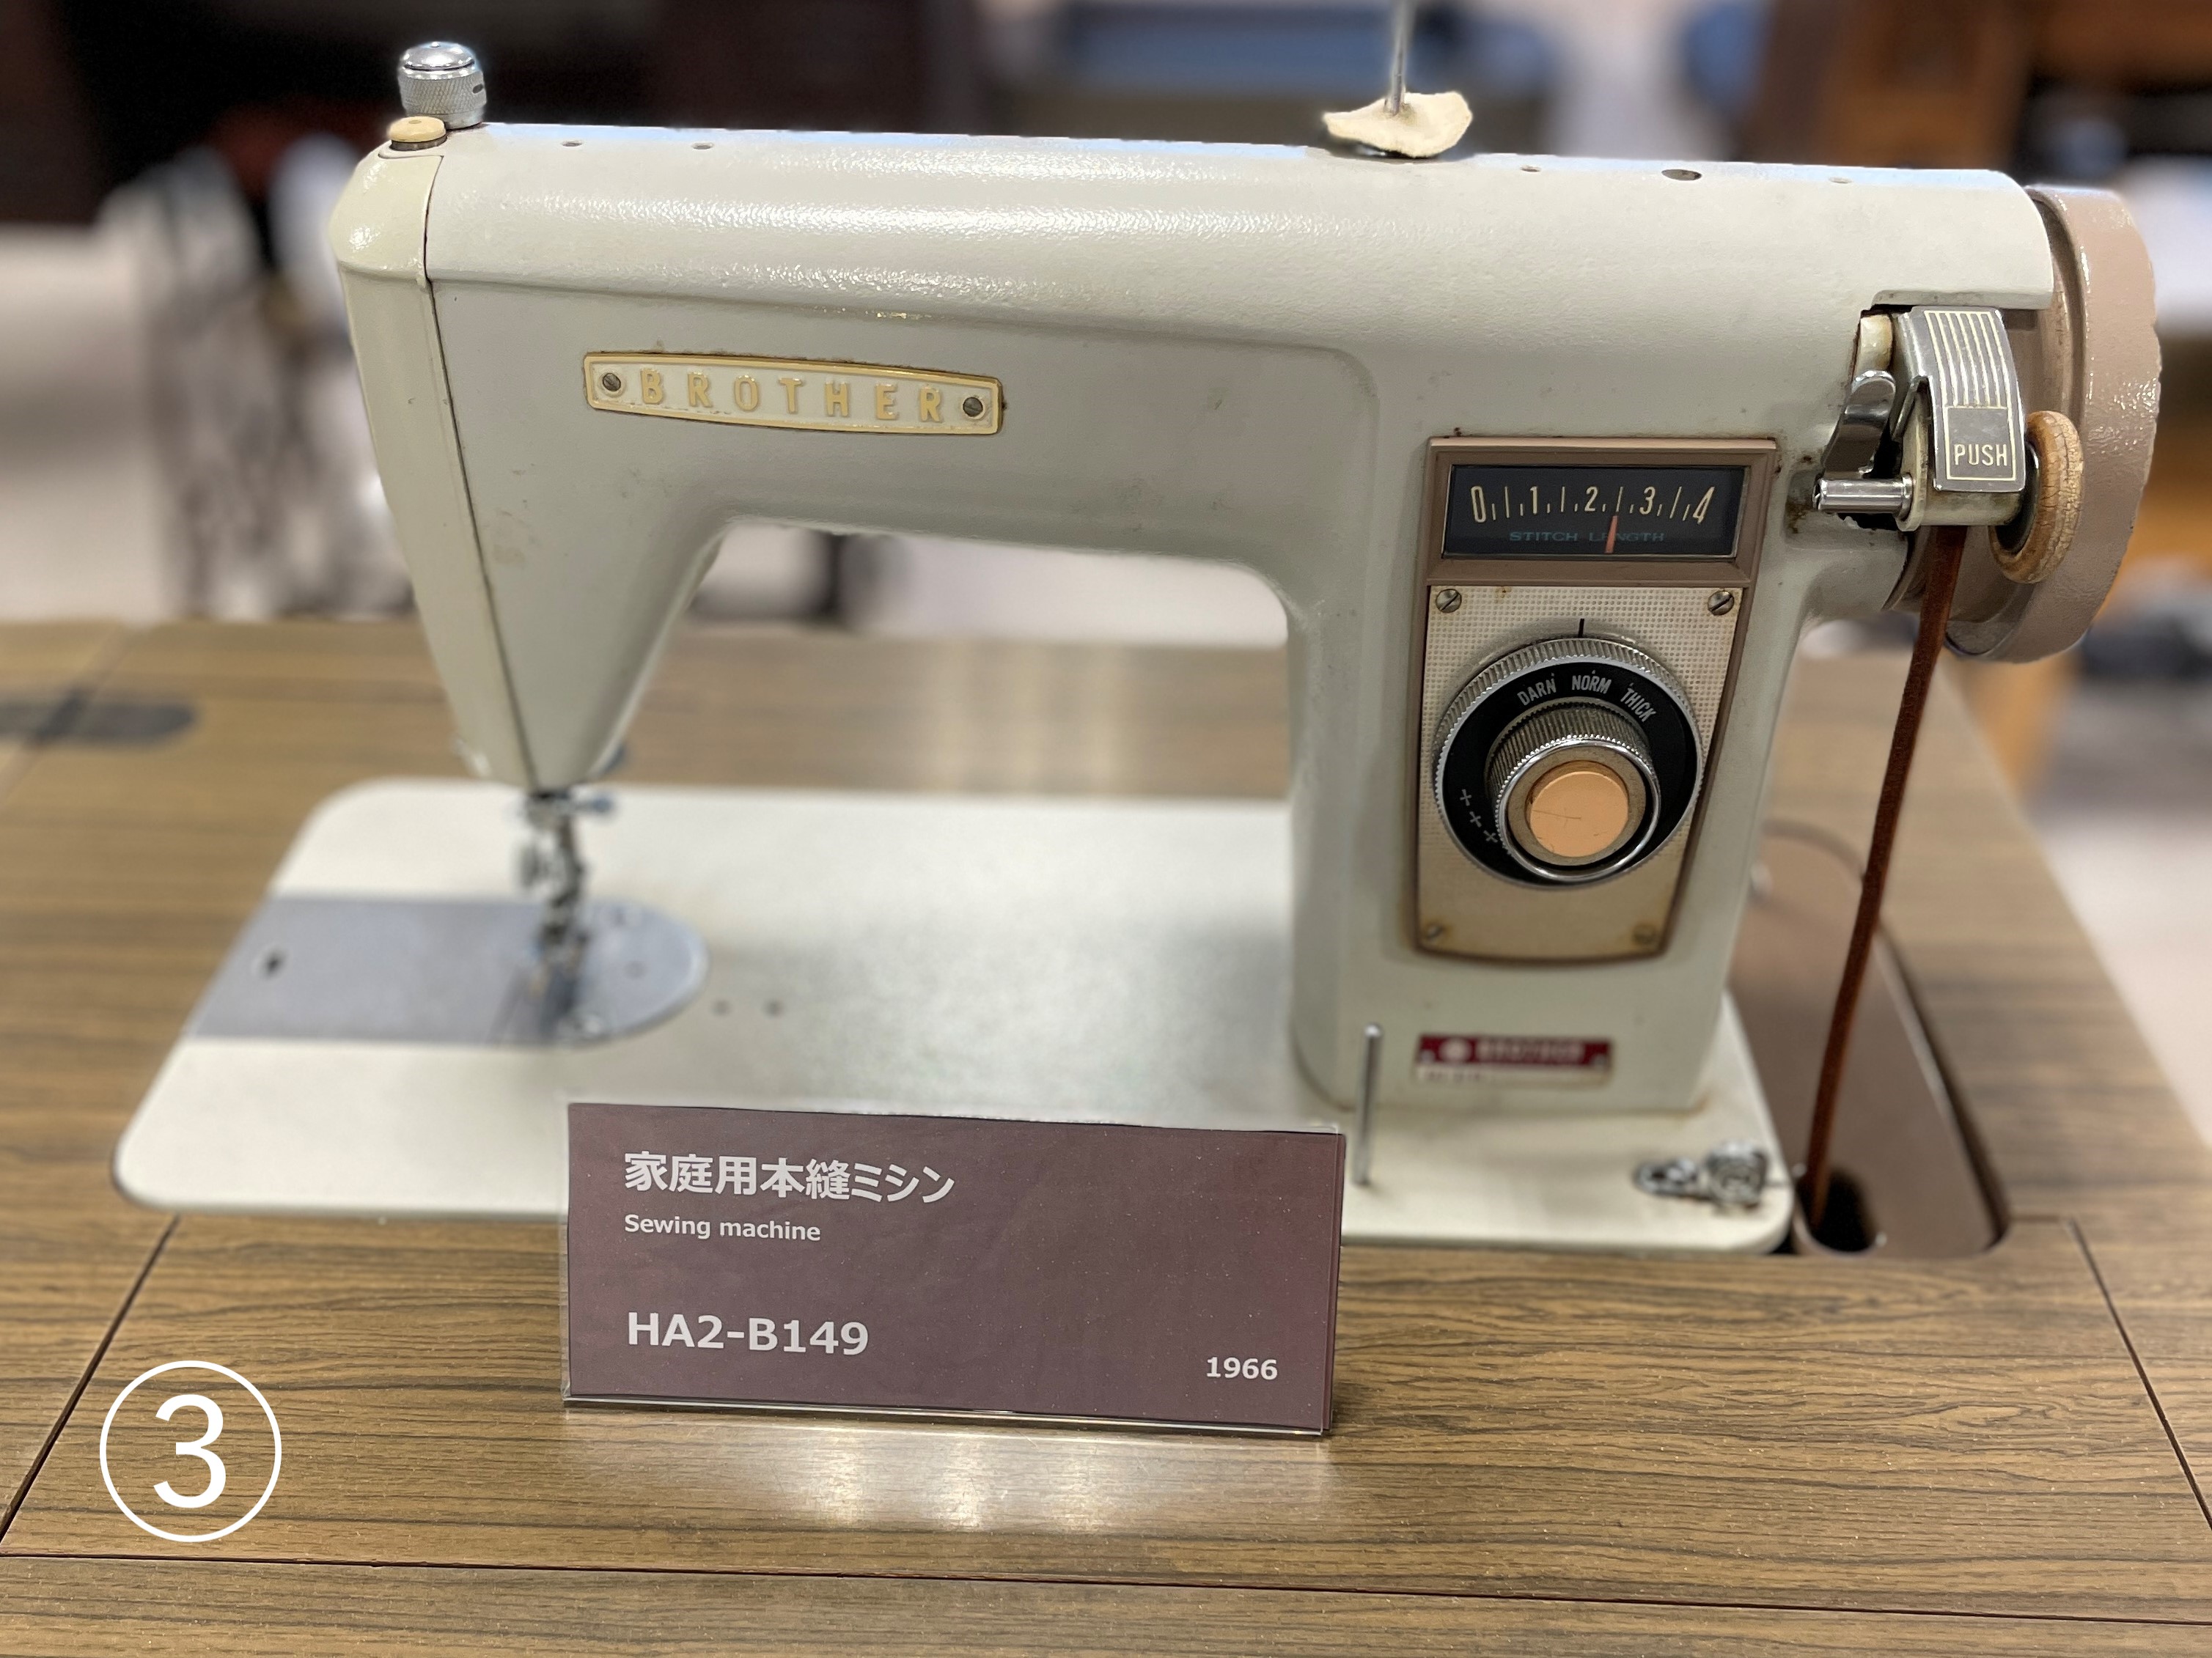 BROTHER
PUSH
0 1 2 3 4
STITCH LENGTH
DARN NORM THICK
BROTHER
家庭用本縫ミシン
Sewing machine
HA2-B149
1966
③